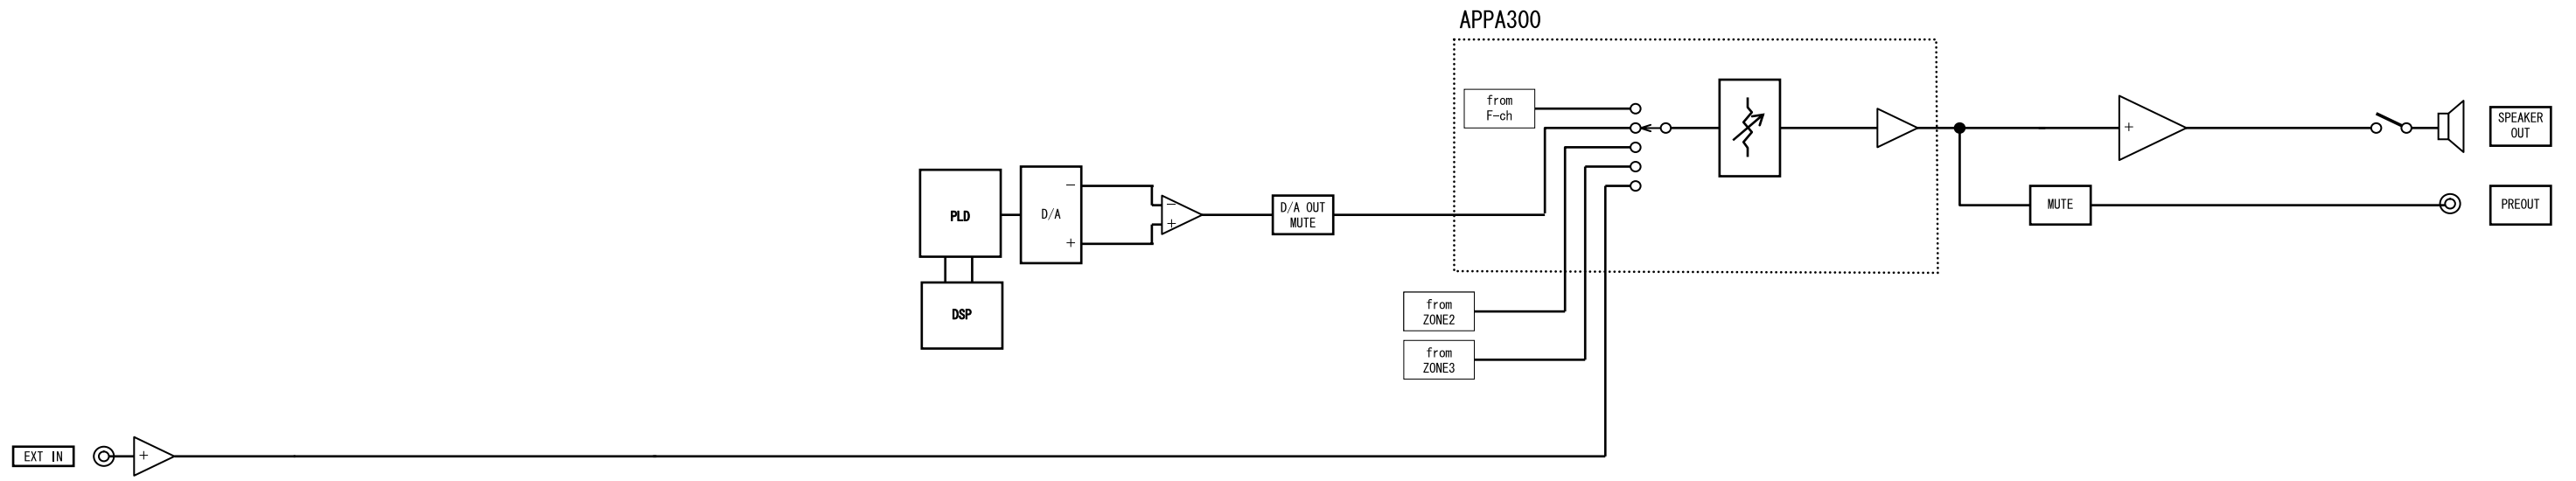 APPA300
from
F-ch
SPEAKER
OUT
−
+
PLD
D/A
−
+
D/A OUT
MUTE
+
MUTE
PREOUT
DSP
from
ZONE2
from
ZONE3
EXT IN
+